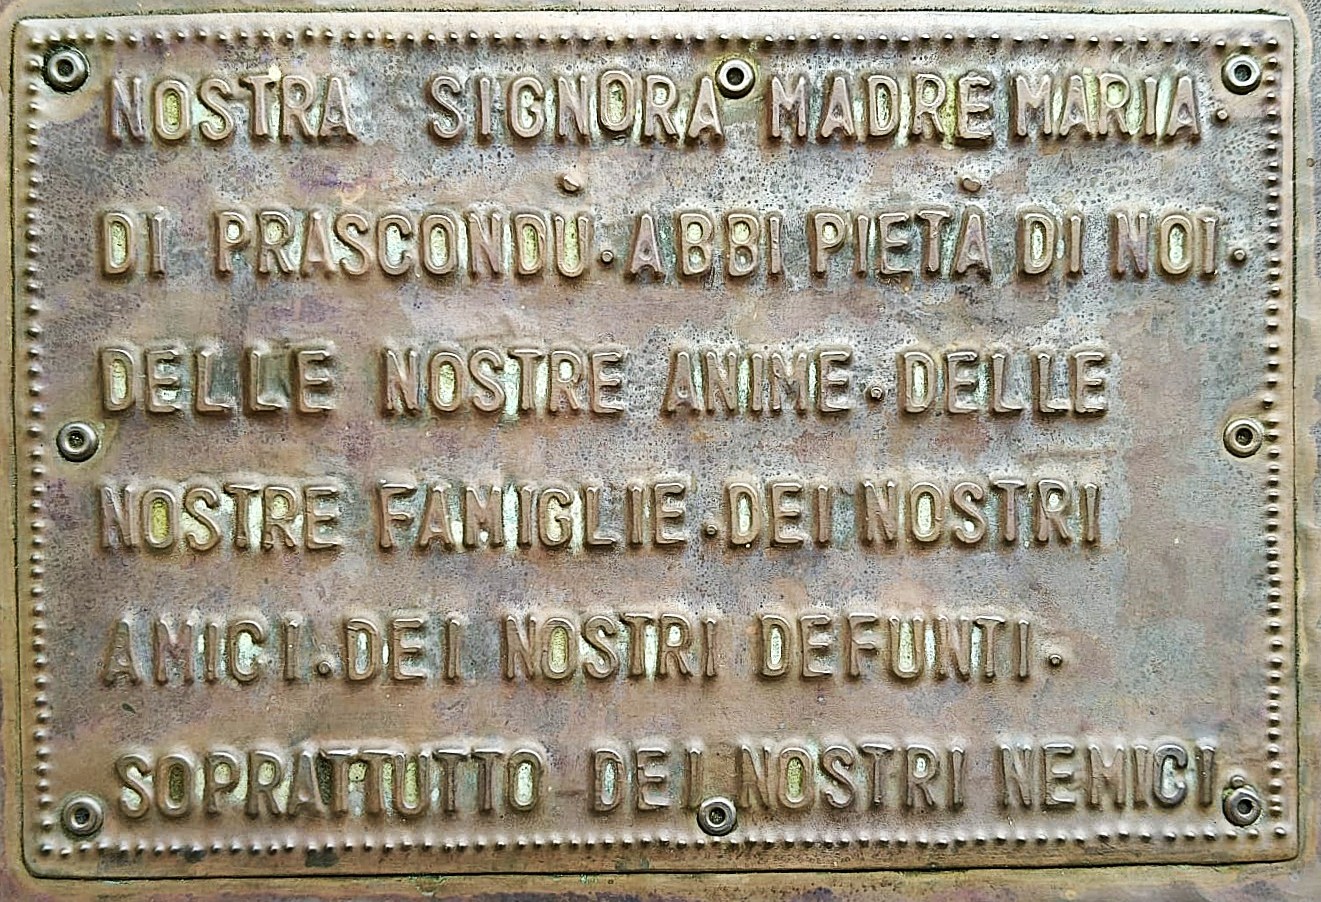 NOSTRA SIGNORA MADRE MARIA.
DI PRASCONDÙ. ABBI PIETÀ DI NOI.
DELLE NOSTRE ANIME. DELLE
NOSTRE FAMIGLIE. DEI NOSTRI
AMICI. DEI NOSTRI DEFUNTI.
SOPRATTUTTO DEI NOSTRI NEMICI.